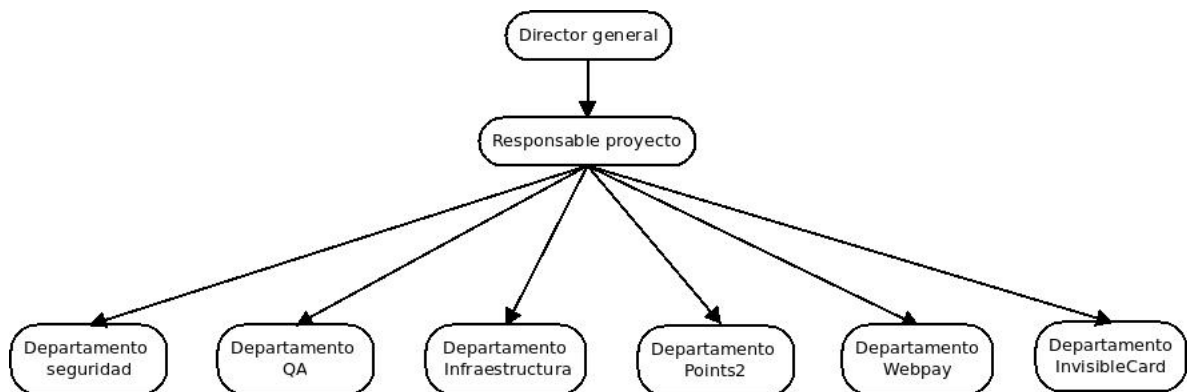 Director general
Responsable proyecto
Departamento
seguridad
Departamento
QA
Departamento
Infraestructura
Departamento
Points2
Departamento
Webpay
Departamento
InvisibleCard